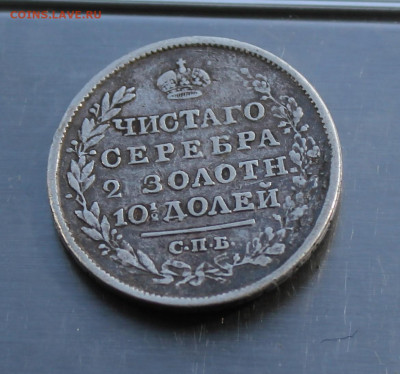 COINS.LAVE.RU
ЧИСТАГО
СЕРЕБРА
2 ЗОЛОТН.
10½ ДОЛЕЙ
С.П.Б.